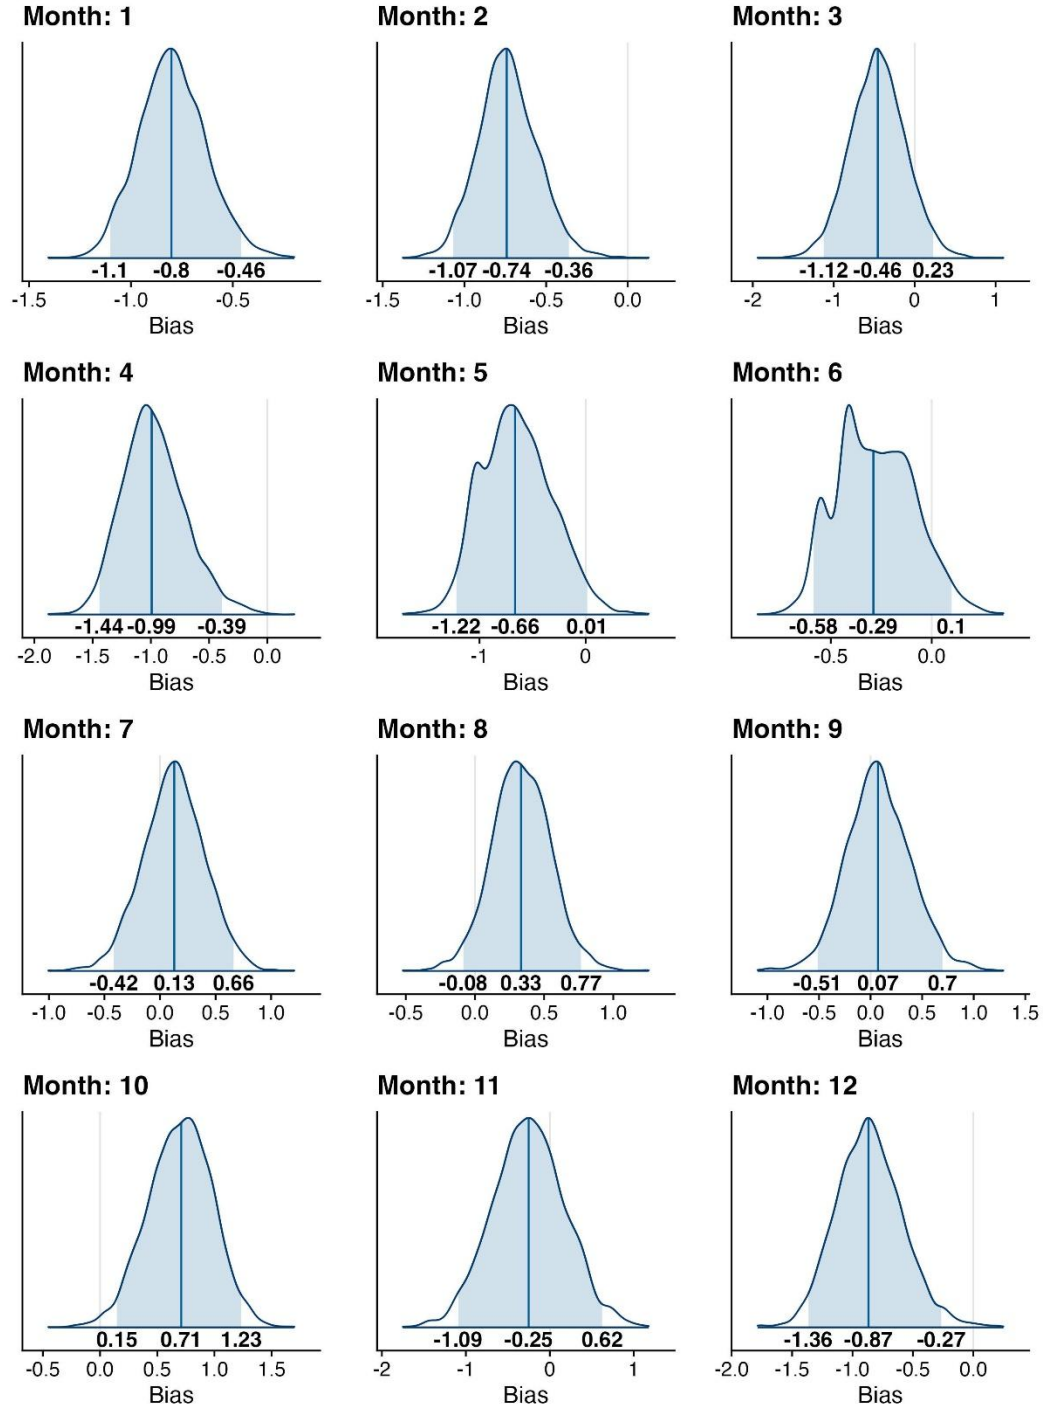 Month: 1 Month: 2 Month: 3
-1.1 -0.8 -0.46 -1.07 -0.74 -0.36 -1.12 -0.46 0.23
-1.5 -1.0 -0.5 -1.5 -1.0 -0.5 0.0 -2 -1 0 1
Bias Bias Bias
Month: 4 Month: 5 Month: 6
-1.44 -0.99 -0.39 -1.22 -0.66 0.01 -0.58 -0.29 0.1
-2.0 -1.5 -1.0 -0.5 0.0 -1 0 -0.5 0.0
Bias Bias Bias
Month: 7 Month: 8 Month: 9
-0.42 0.13 0.66 -0.08 0.33 0.77 -0.51 0.07 0.7
-1.0 -0.5 0.0 0.5 1.0 -0.5 0.0 0.5 1.0 -1.0 -0.5 0.0 0.5 1.0 1.5
Bias Bias Bias
Month: 10 Month: 11 Month: 12
0.15 0.71 1.23 -1.09 -0.25 0.62 -1.36 -0.87 -0.27
-0.5 0.0 0.5 1.0 1.5 -2 -1 0 1 -2.0 -1.5 -1.0 -0.5 0.0
Bias Bias Bias